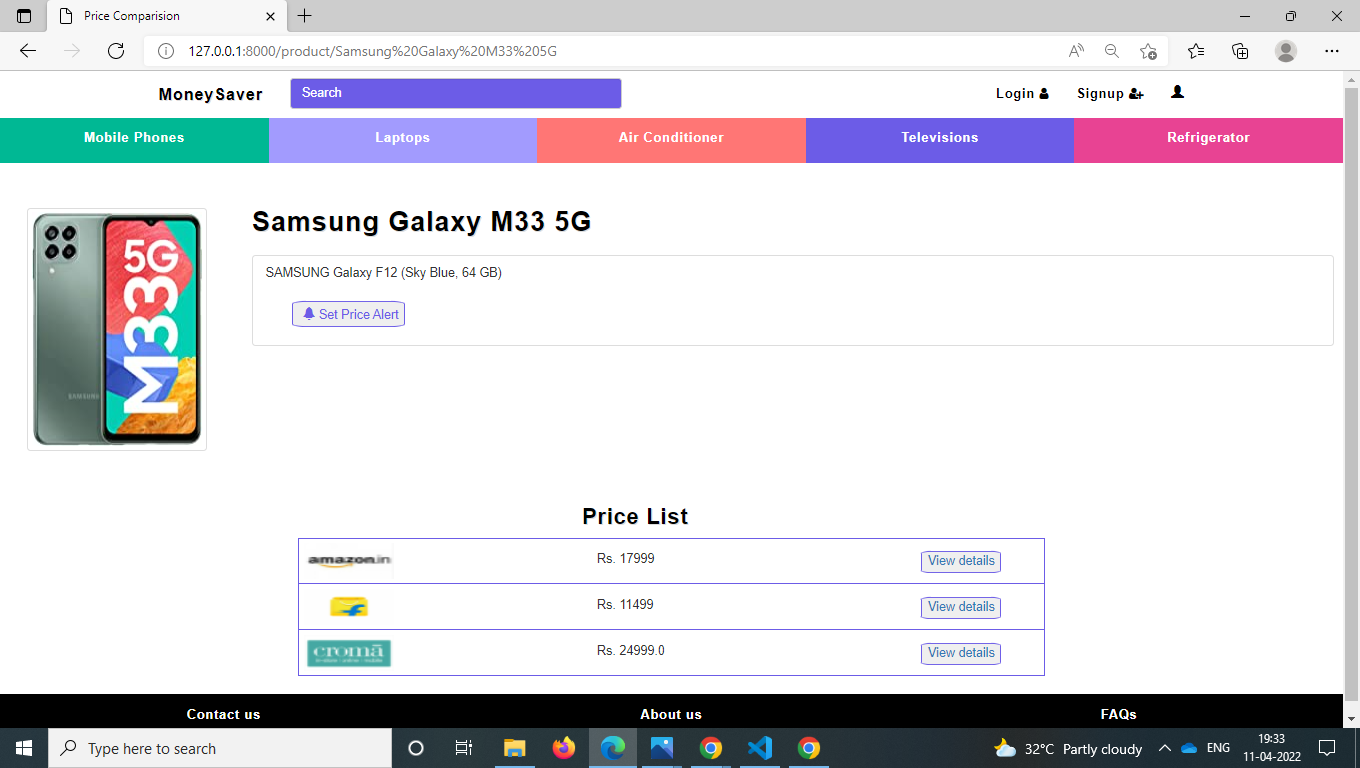 Price Comparision
127.0.0.1:8000/product/Samsung%20Galaxy%20M33%205G
MoneySaver
Search
Login
Signup
Mobile Phones
Laptops
Air Conditioner
Televisions
Refrigerator
Samsung Galaxy M33 5G
5G
M33
SAMSUNG
SAMSUNG Galaxy F12 (Sky Blue, 64 GB)
Set Price Alert
Price List
amazon.in Rs. 17999 View details
Rs. 11499 View details
cromā Rs. 24999.0 View details
Contact us
About us
FAQs
Type here to search
32°C Partly cloudy
ENG
19:33
11-04-2022